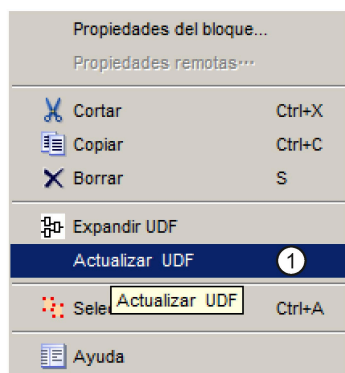 Propiedades del bloque...
Propiedades remotas...
Cortar Ctrl+X
Copiar Ctrl+C
Borrar S
Expandir UDF
Actualizar UDF 1
Sele Actualizar UDF Ctrl+A
Ayuda